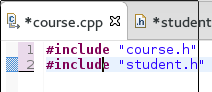 *course.cpp *student
1 #include "course.h"
2 #include "student.h"